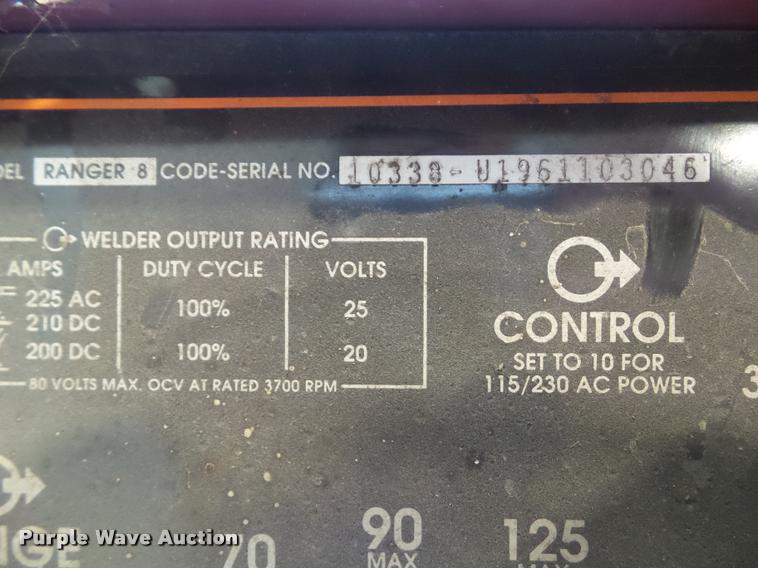 RANGER 8 CODE-SERIAL NO. 10338-U1961103046
WELDER OUTPUT RATING
AMPS DUTY CYCLE VOLTS
225 AC
210 DC 100% 25
200 DC 100% 20
80 VOLTS MAX. OCV AT RATED 3700 RPM
CONTROL
SET TO 10 FOR
115/230 AC POWER
70 90 125
MAX MAX
Purple Wave Auction